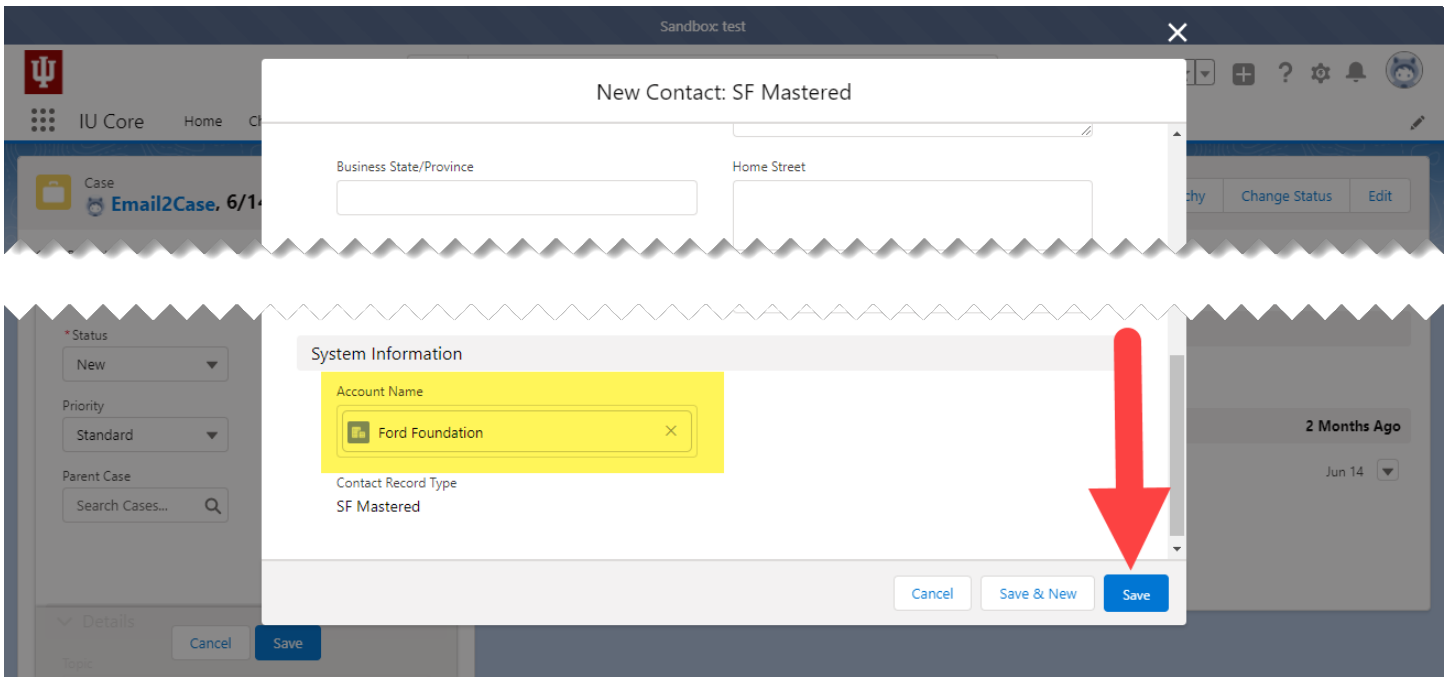 Sandbox: test
New Contact: SF Mastered
IU Core Home
Business State/Province Home Street
Case
Email2Case, 6/14
Change Status Edit
*Status
New
Priority
Standard
Parent Case
Search Cases...
System Information
Account Name
Ford Foundation
Contact Record Type
SF Mastered
2 Months Ago
Jun 14
Cancel Save & New Save
Details
Cancel Save
Topic